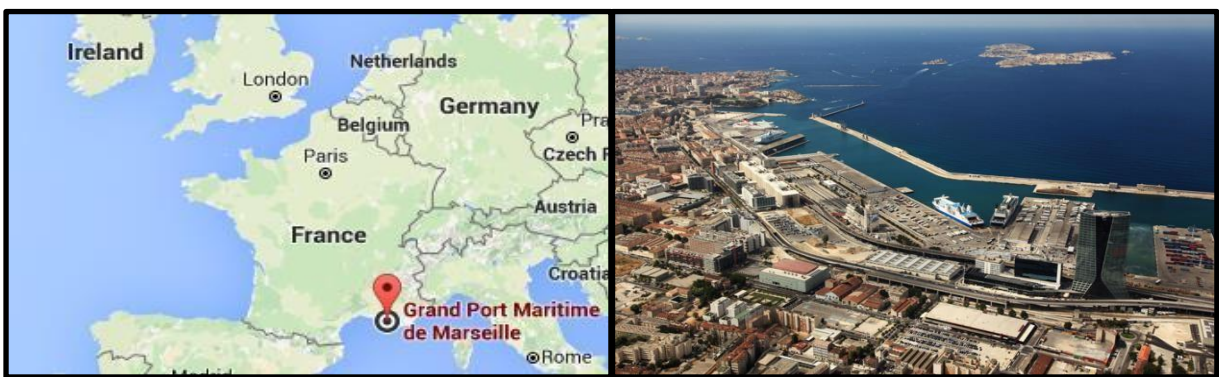 Ireland
London
Netherlands
Germany
Belgium
Paris
Czech
Austria
France
Croatia
Grand Port Maritime
de Marseille
Rome